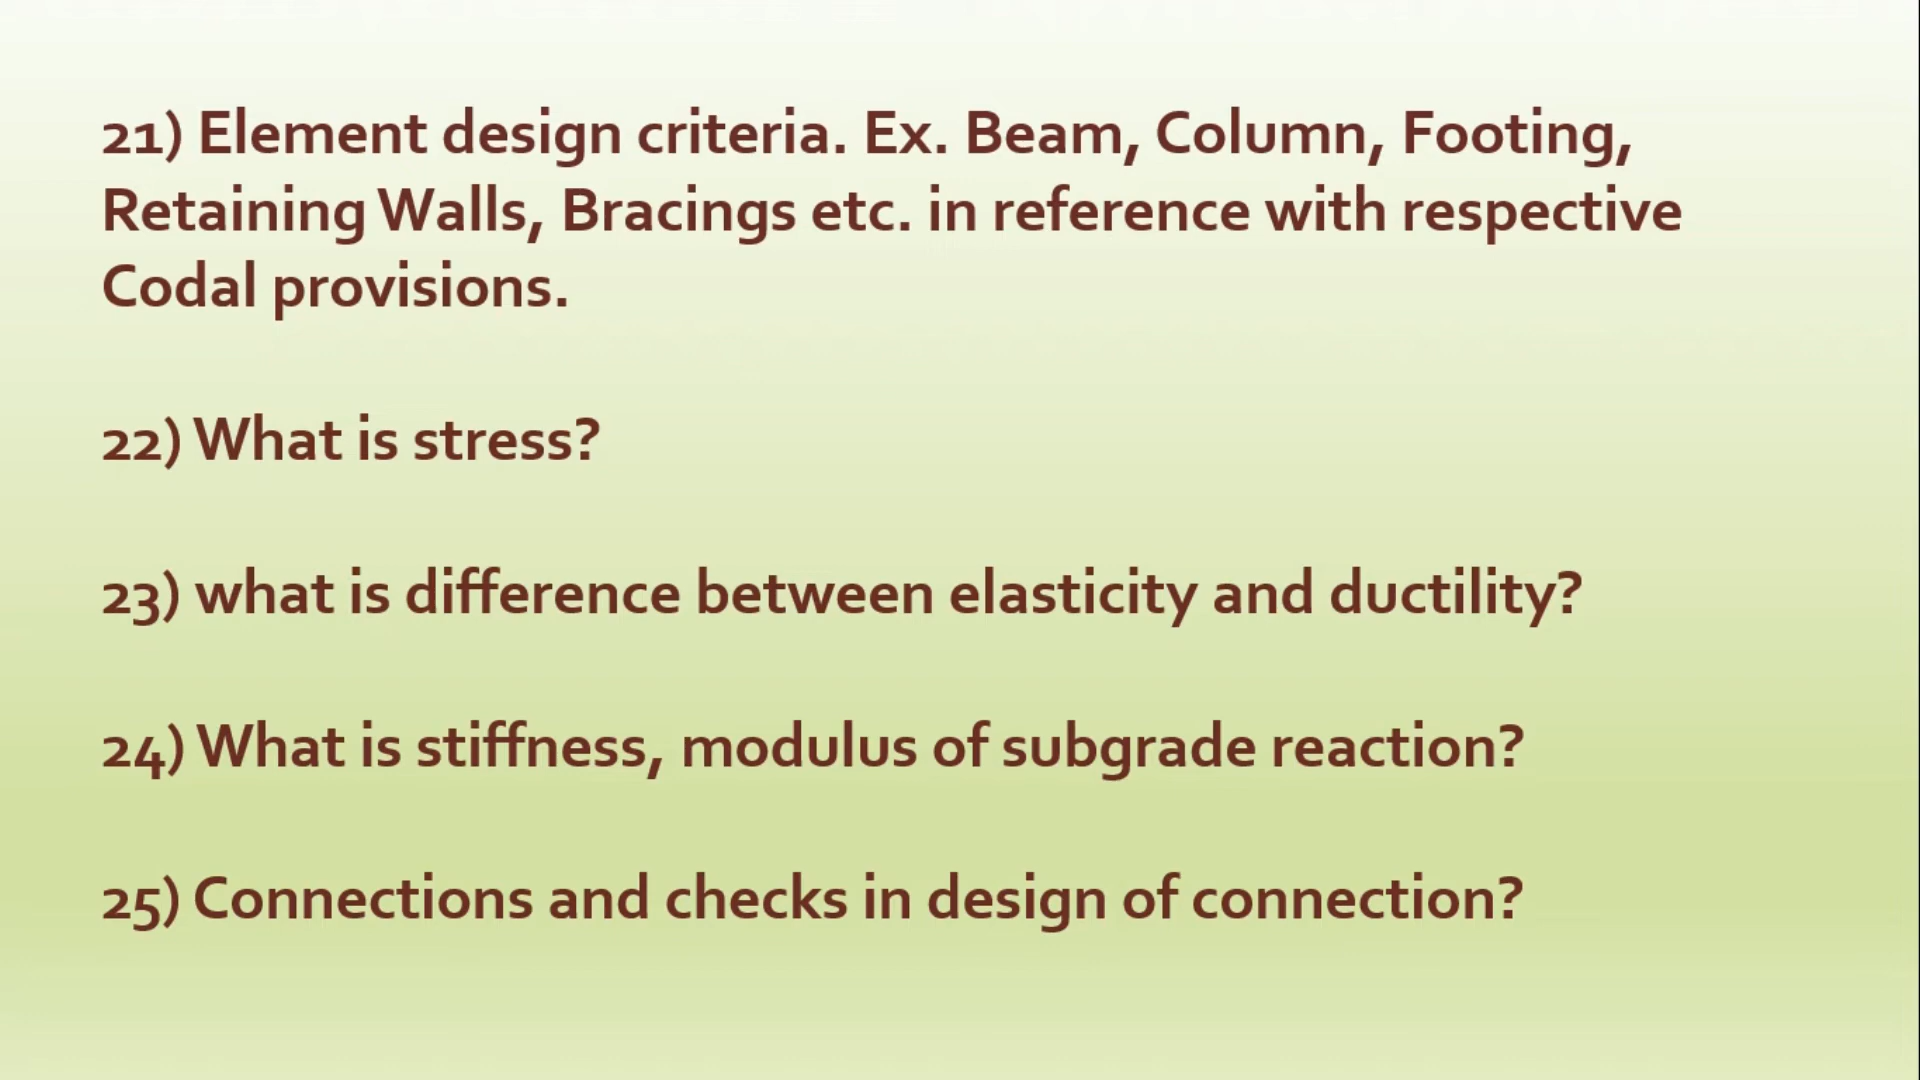 21) Element design criteria. Ex. Beam, Column, Footing,
Retaining Walls, Bracings etc. in reference with respective
Codal provisions.
22) What is stress?
23) what is difference between elasticity and ductility?
24) What is stiffness, modulus of subgrade reaction?
25) Connections and checks in design of connection?